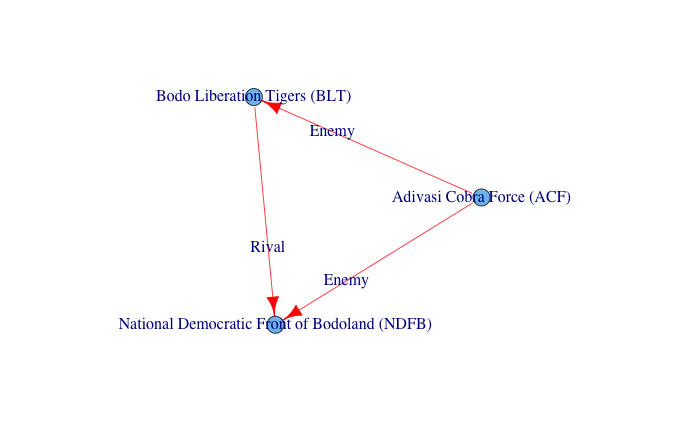 Bodo Liberation Tigers (BLT)
Enemy
Adivasi Cobra Force (ACF)
Rival
Enemy
National Democratic Front of Bodoland (NDFB)